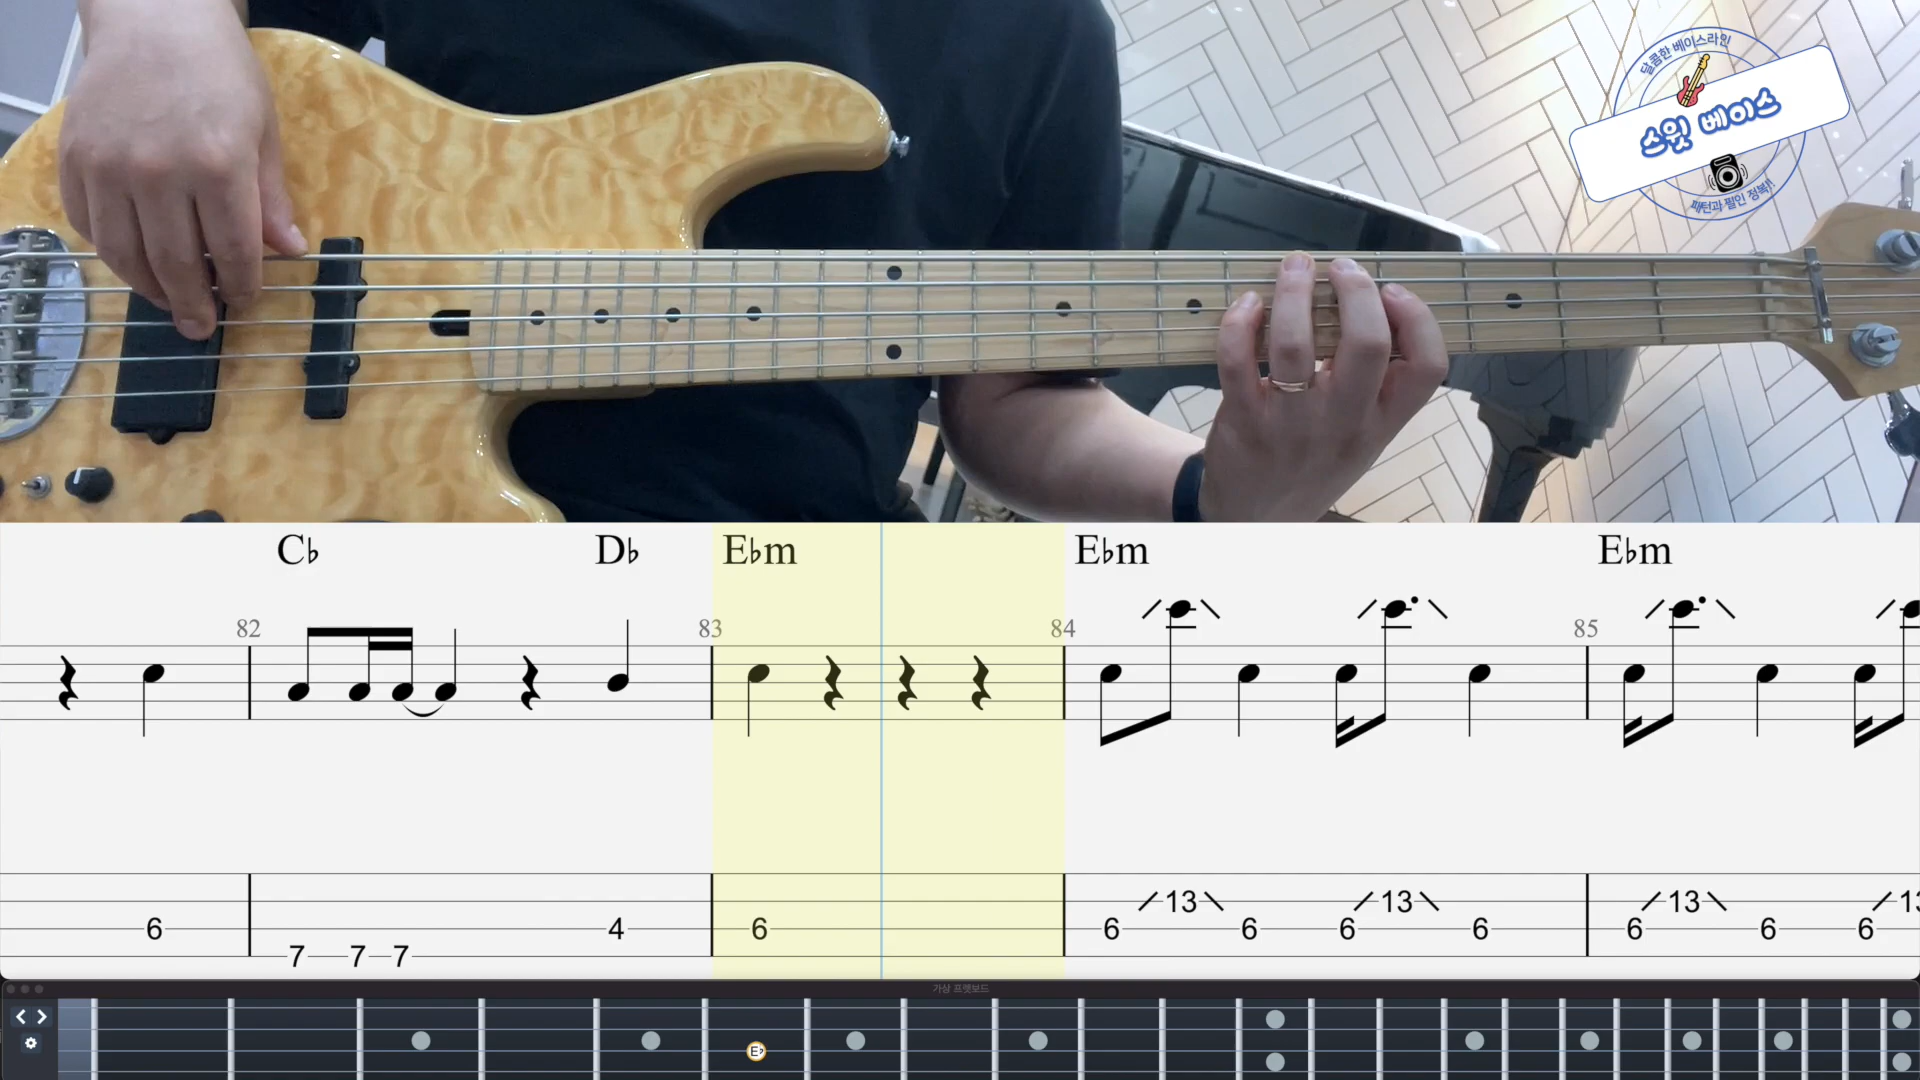 달콤한 베이스라인
스윗 베이스
패턴과 필인 정복!!
C♭ D♭ E♭m E♭m E♭m
82 83 84 85
6 4 6 13 13 13 13
7 7 7 6 6 6 6 6 6 6
가상 프렛보드
E♭